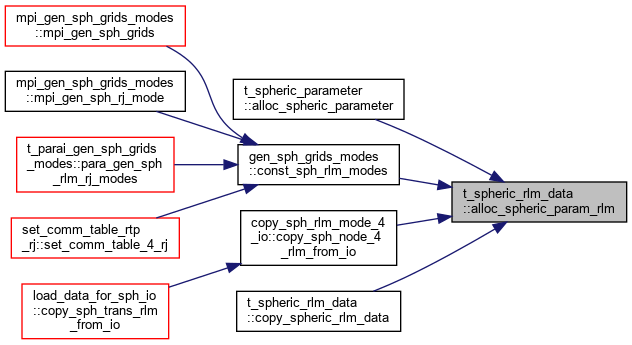 mpi_gen_sph_grids_modes
::mpi_gen_sph_grids
mpi_gen_sph_grids_modes
::mpi_gen_sph_rj_mode
t_parai_gen_sph_grids
_modes::para_gen_sph
_rlm_rj_modes
set_comm_table_rtp
_rj::set_comm_table_4_rj
load_data_for_sph_io
::copy_sph_trans_rlm
_from_io
t_spheric_parameter
::alloc_spheric_parameter
gen_sph_grids_modes
::const_sph_rlm_modes
copy_sph_rlm_mode_4
_io::copy_sph_node_4
_rlm_from_io
t_spheric_rlm_data
::copy_spheric_rlm_data
t_spheric_rlm_data
::alloc_spheric_param_rlm